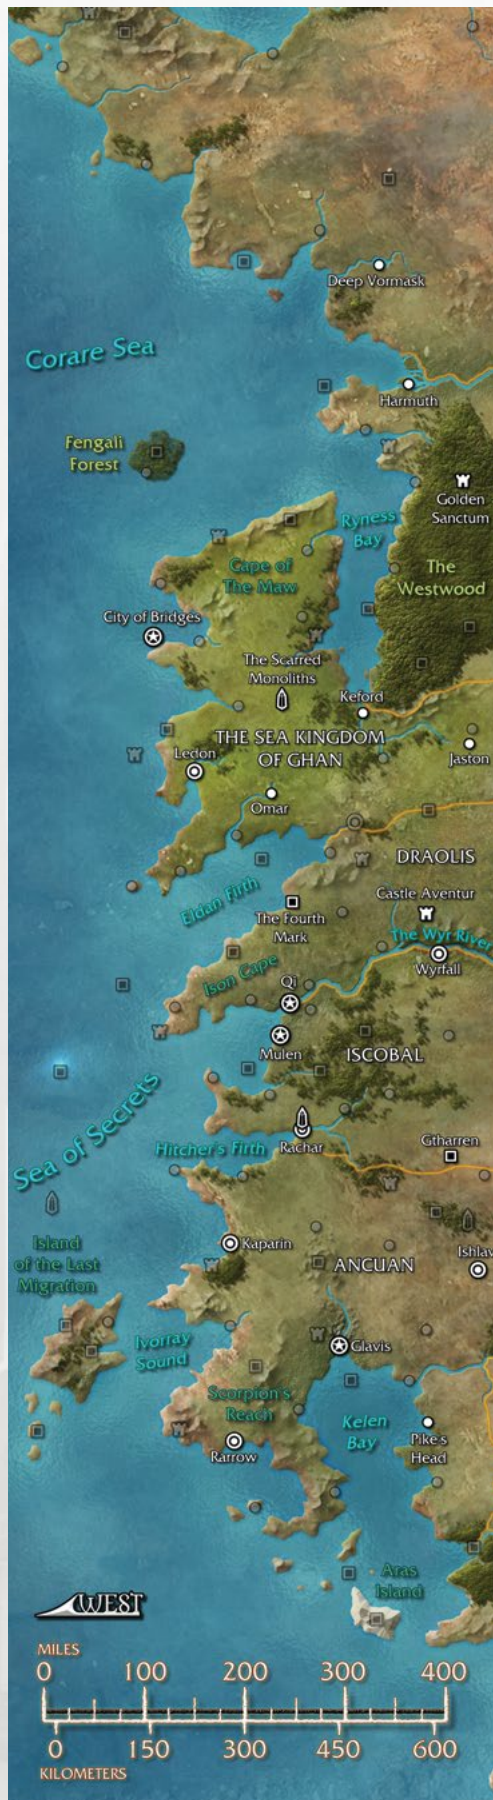 Deep Vormask
Corare Sea
Harmuth
Fengali
Forest
Golden
Sanctum
Ryness
Bay
Cape of
The Maw
The
Westwood
City of Bridges
The Scarred
Monoliths
Keford
THE SEA KINGDOM
OF GHAN
Ledon
Jaston
Omar
DRAOLIS
Eldan Firth
Castle Aventur
The Fourth
Mark
The Wyr River
Wyrfall
Ison Cape
Qi
Mulen
ISCOBAL
Sea of Secrets
Rachar
Hitcher's Firth
Gtharren
Island
of the Last
Migration
Kaparin
ANCUAN
Ishlav
Ivorray
Sound
Glavis
Scorpion's
Reach
Kelen
Bay
Pike's
Head
Rarrow
Aras
Island
WEST
MILES
0 100 200 300 400
0 150 300 450 600
KILOMETERS